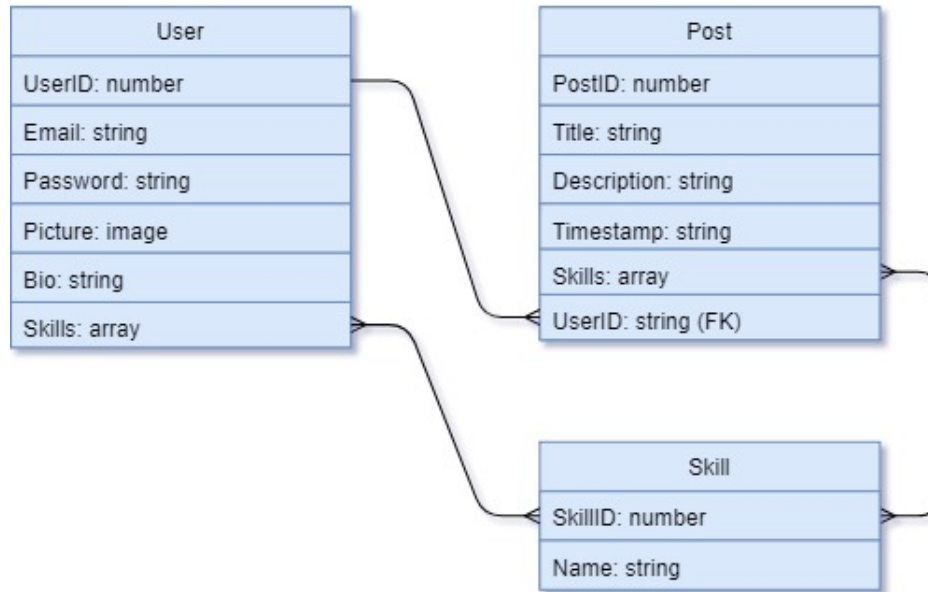 User
UserID: number
Email: string
Password: string
Picture: image
Bio: string
Skills: array
Post
PostID: number
Title: string
Description: string
Timestamp: string
Skills: array
UserID: string (FK)
Skill
SkillID: number
Name: string